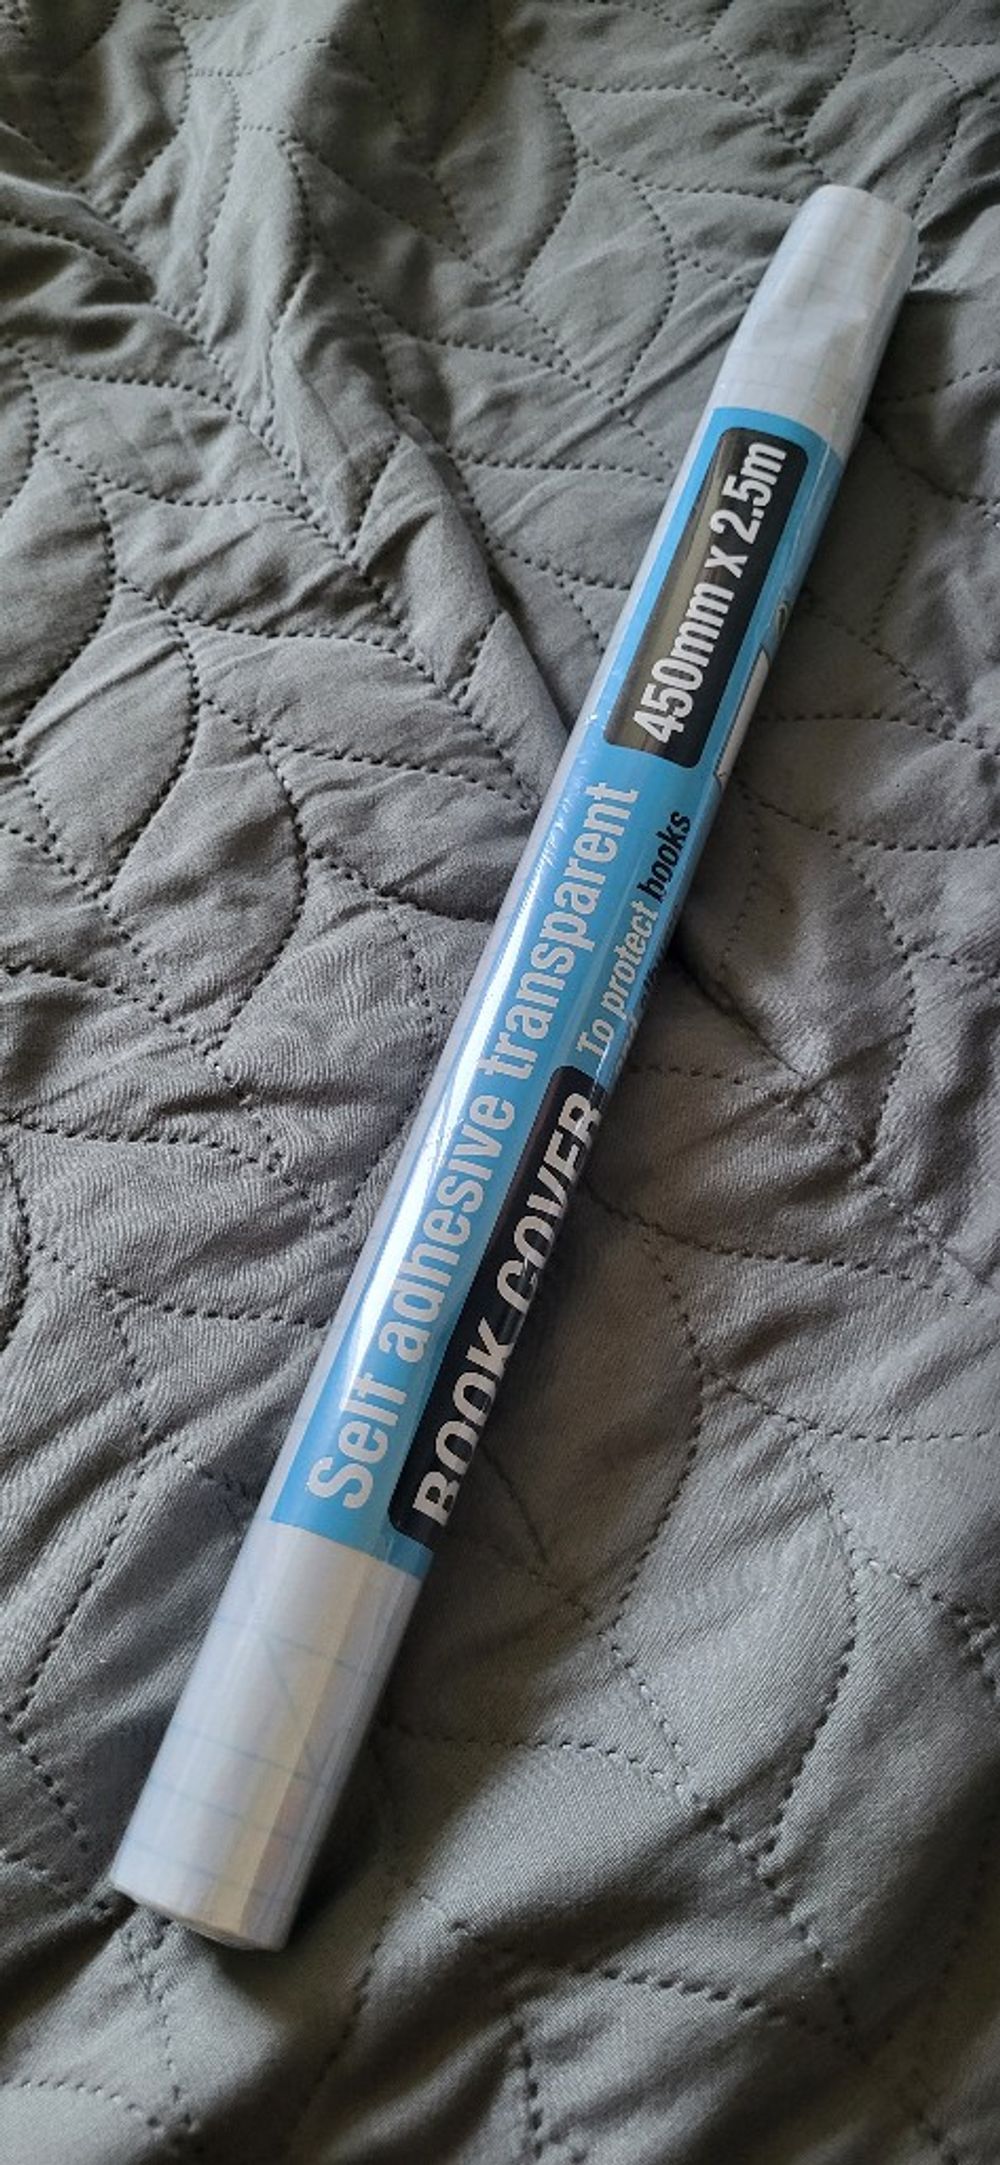 450mm x 2.5m
Self adhesive transparent
BOOK COVER
To protect books